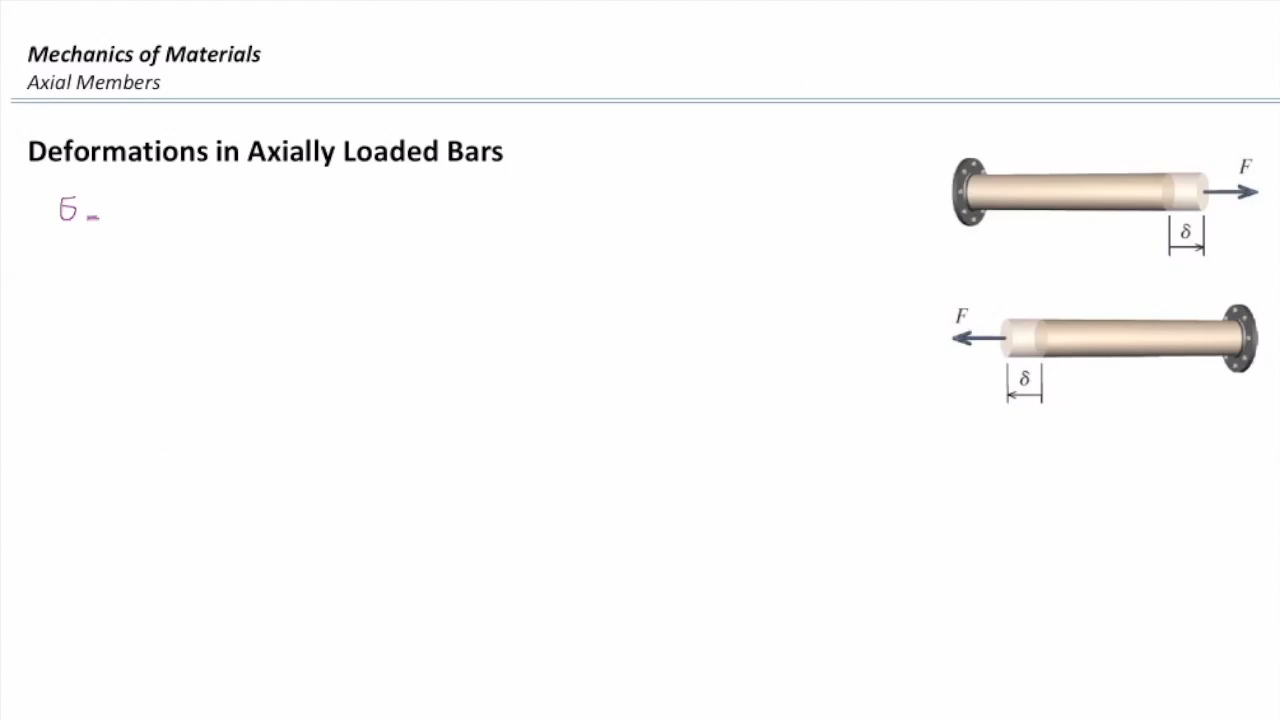 Mechanics of Materials
Axial Members
Deformations in Axially Loaded Bars
σ -
F
δ
F
δ